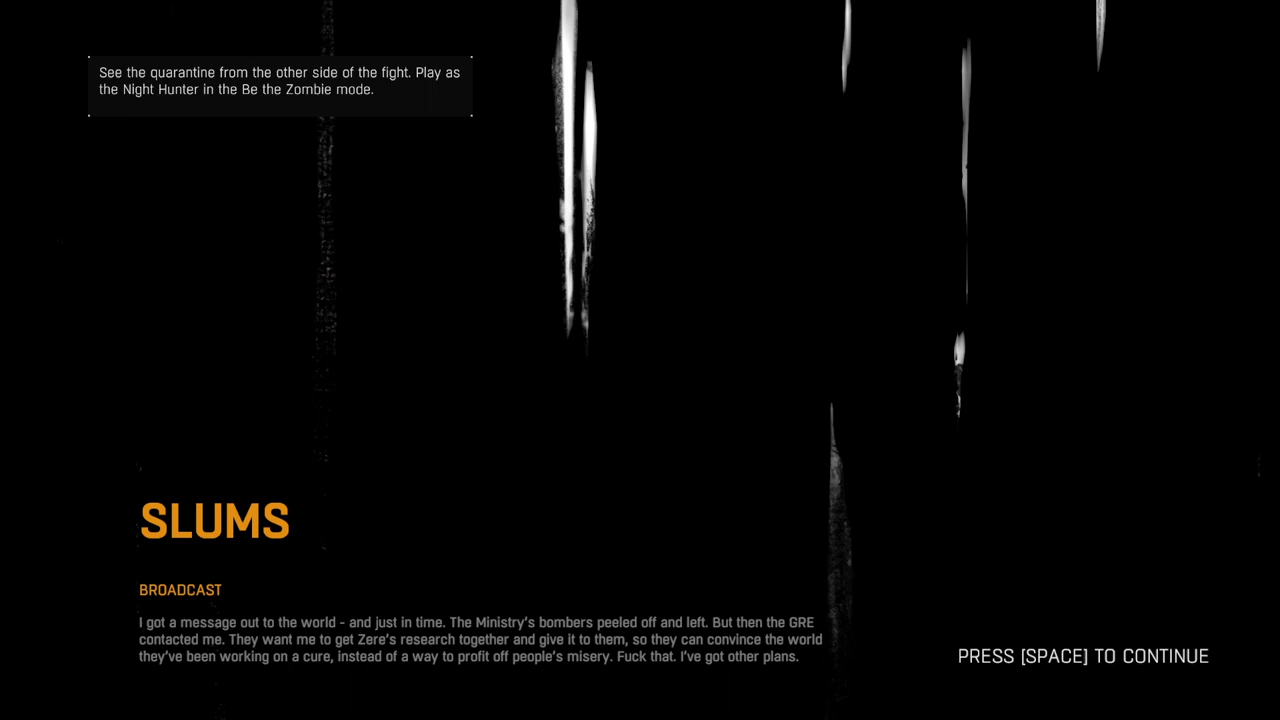 See the quarantine from the other side of the fight. Play as
the Night Hunter in the Be the Zombie mode.
SLUMS
BROADCAST
I got a message out to the world - and just in time. The Ministry's bombers peeled off and left. But then the GRE
contacted me. They want me to get Zere's research together and give it to them, so they can convince the world
they've been working on a cure, instead of a way to profit off people's misery. Fuck that. I've got other plans.
PRESS [SPACE] TO CONTINUE